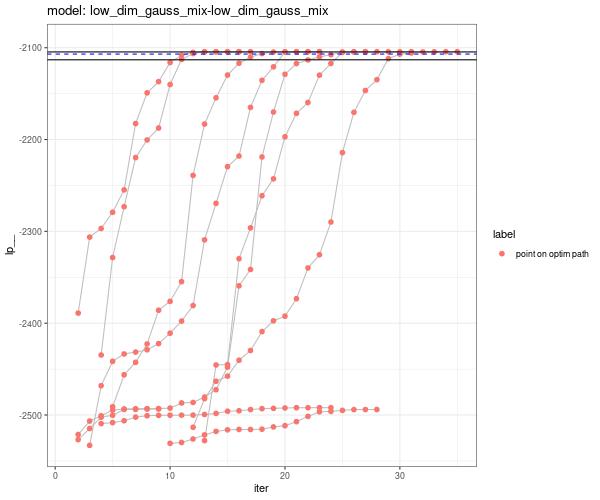 model: low_dim_gauss_mix-low_dim_gauss_mix
-2100
-2200
-2300
-2400
-2500
lp__
0
10
20
30
iter
label
point on optim path